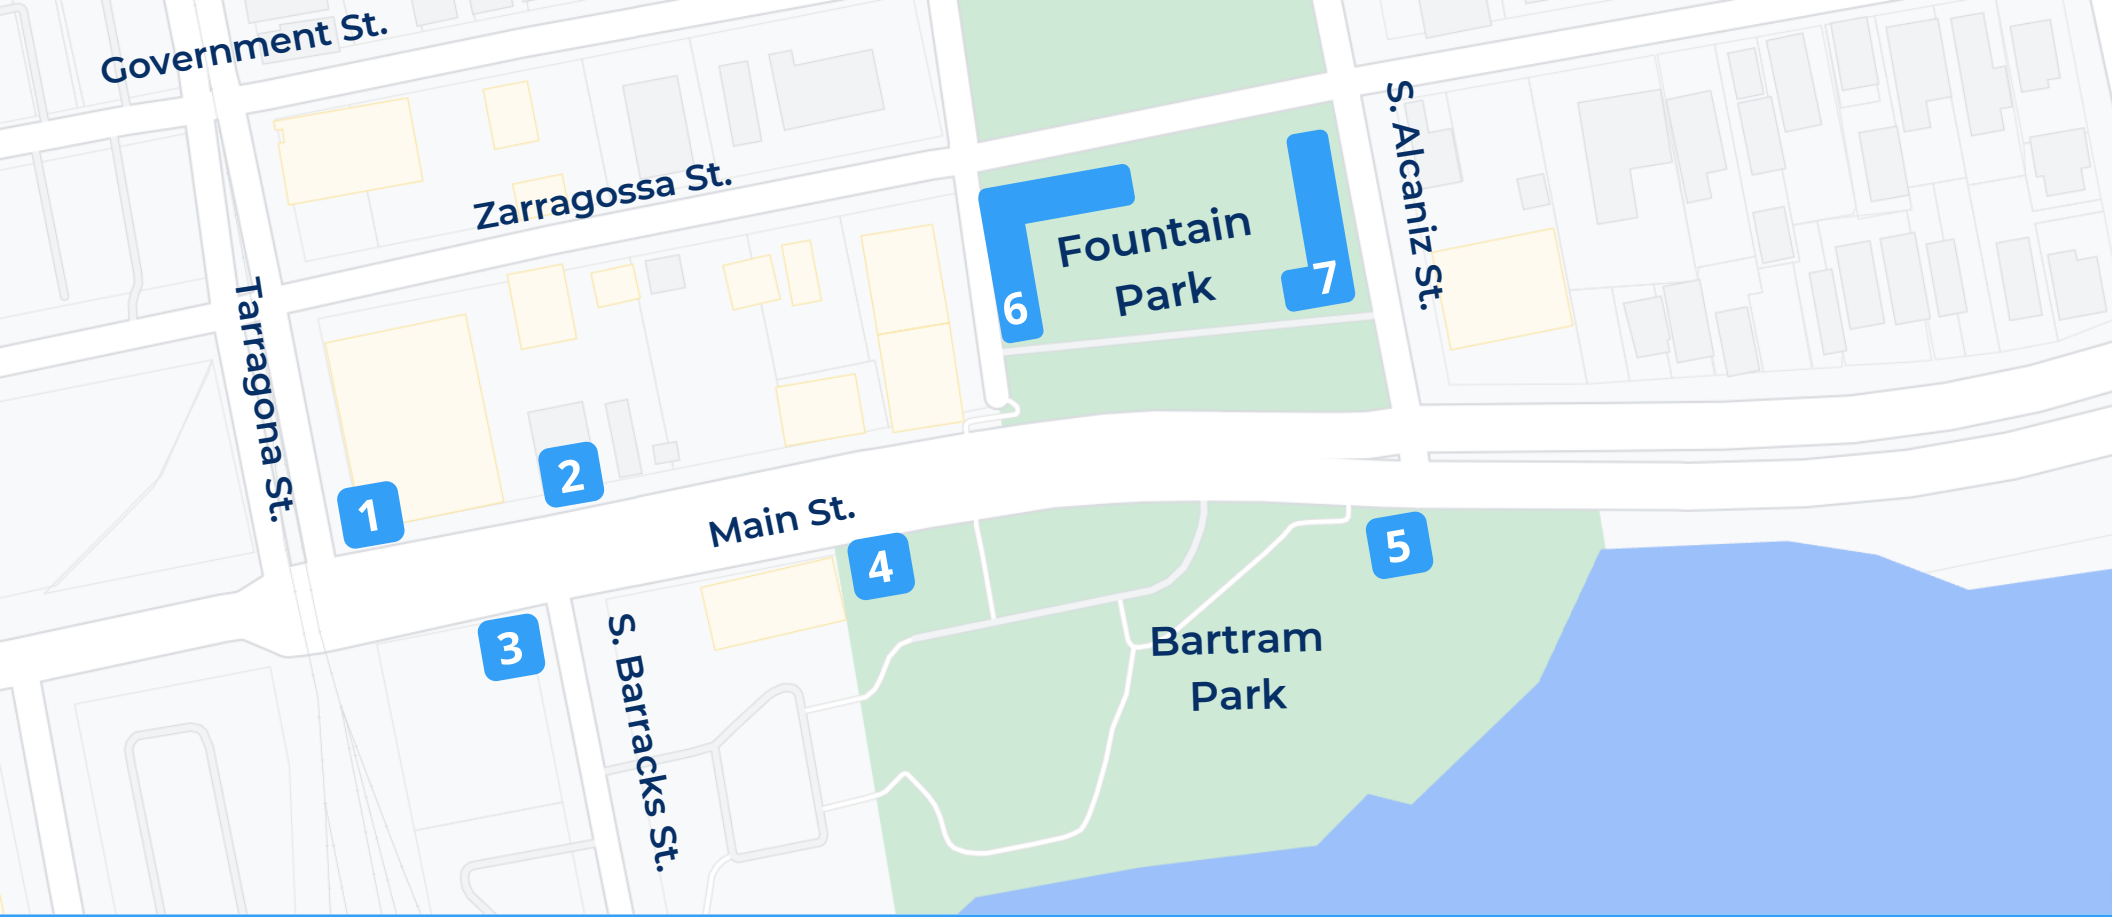 Government St.
Zarragossa St.
S. Alcaniz St.
Fountain
Park
6
7
Tarragona St.
1
2
Main St.
3
4
5
S. Barracks St.
Bartram
Park